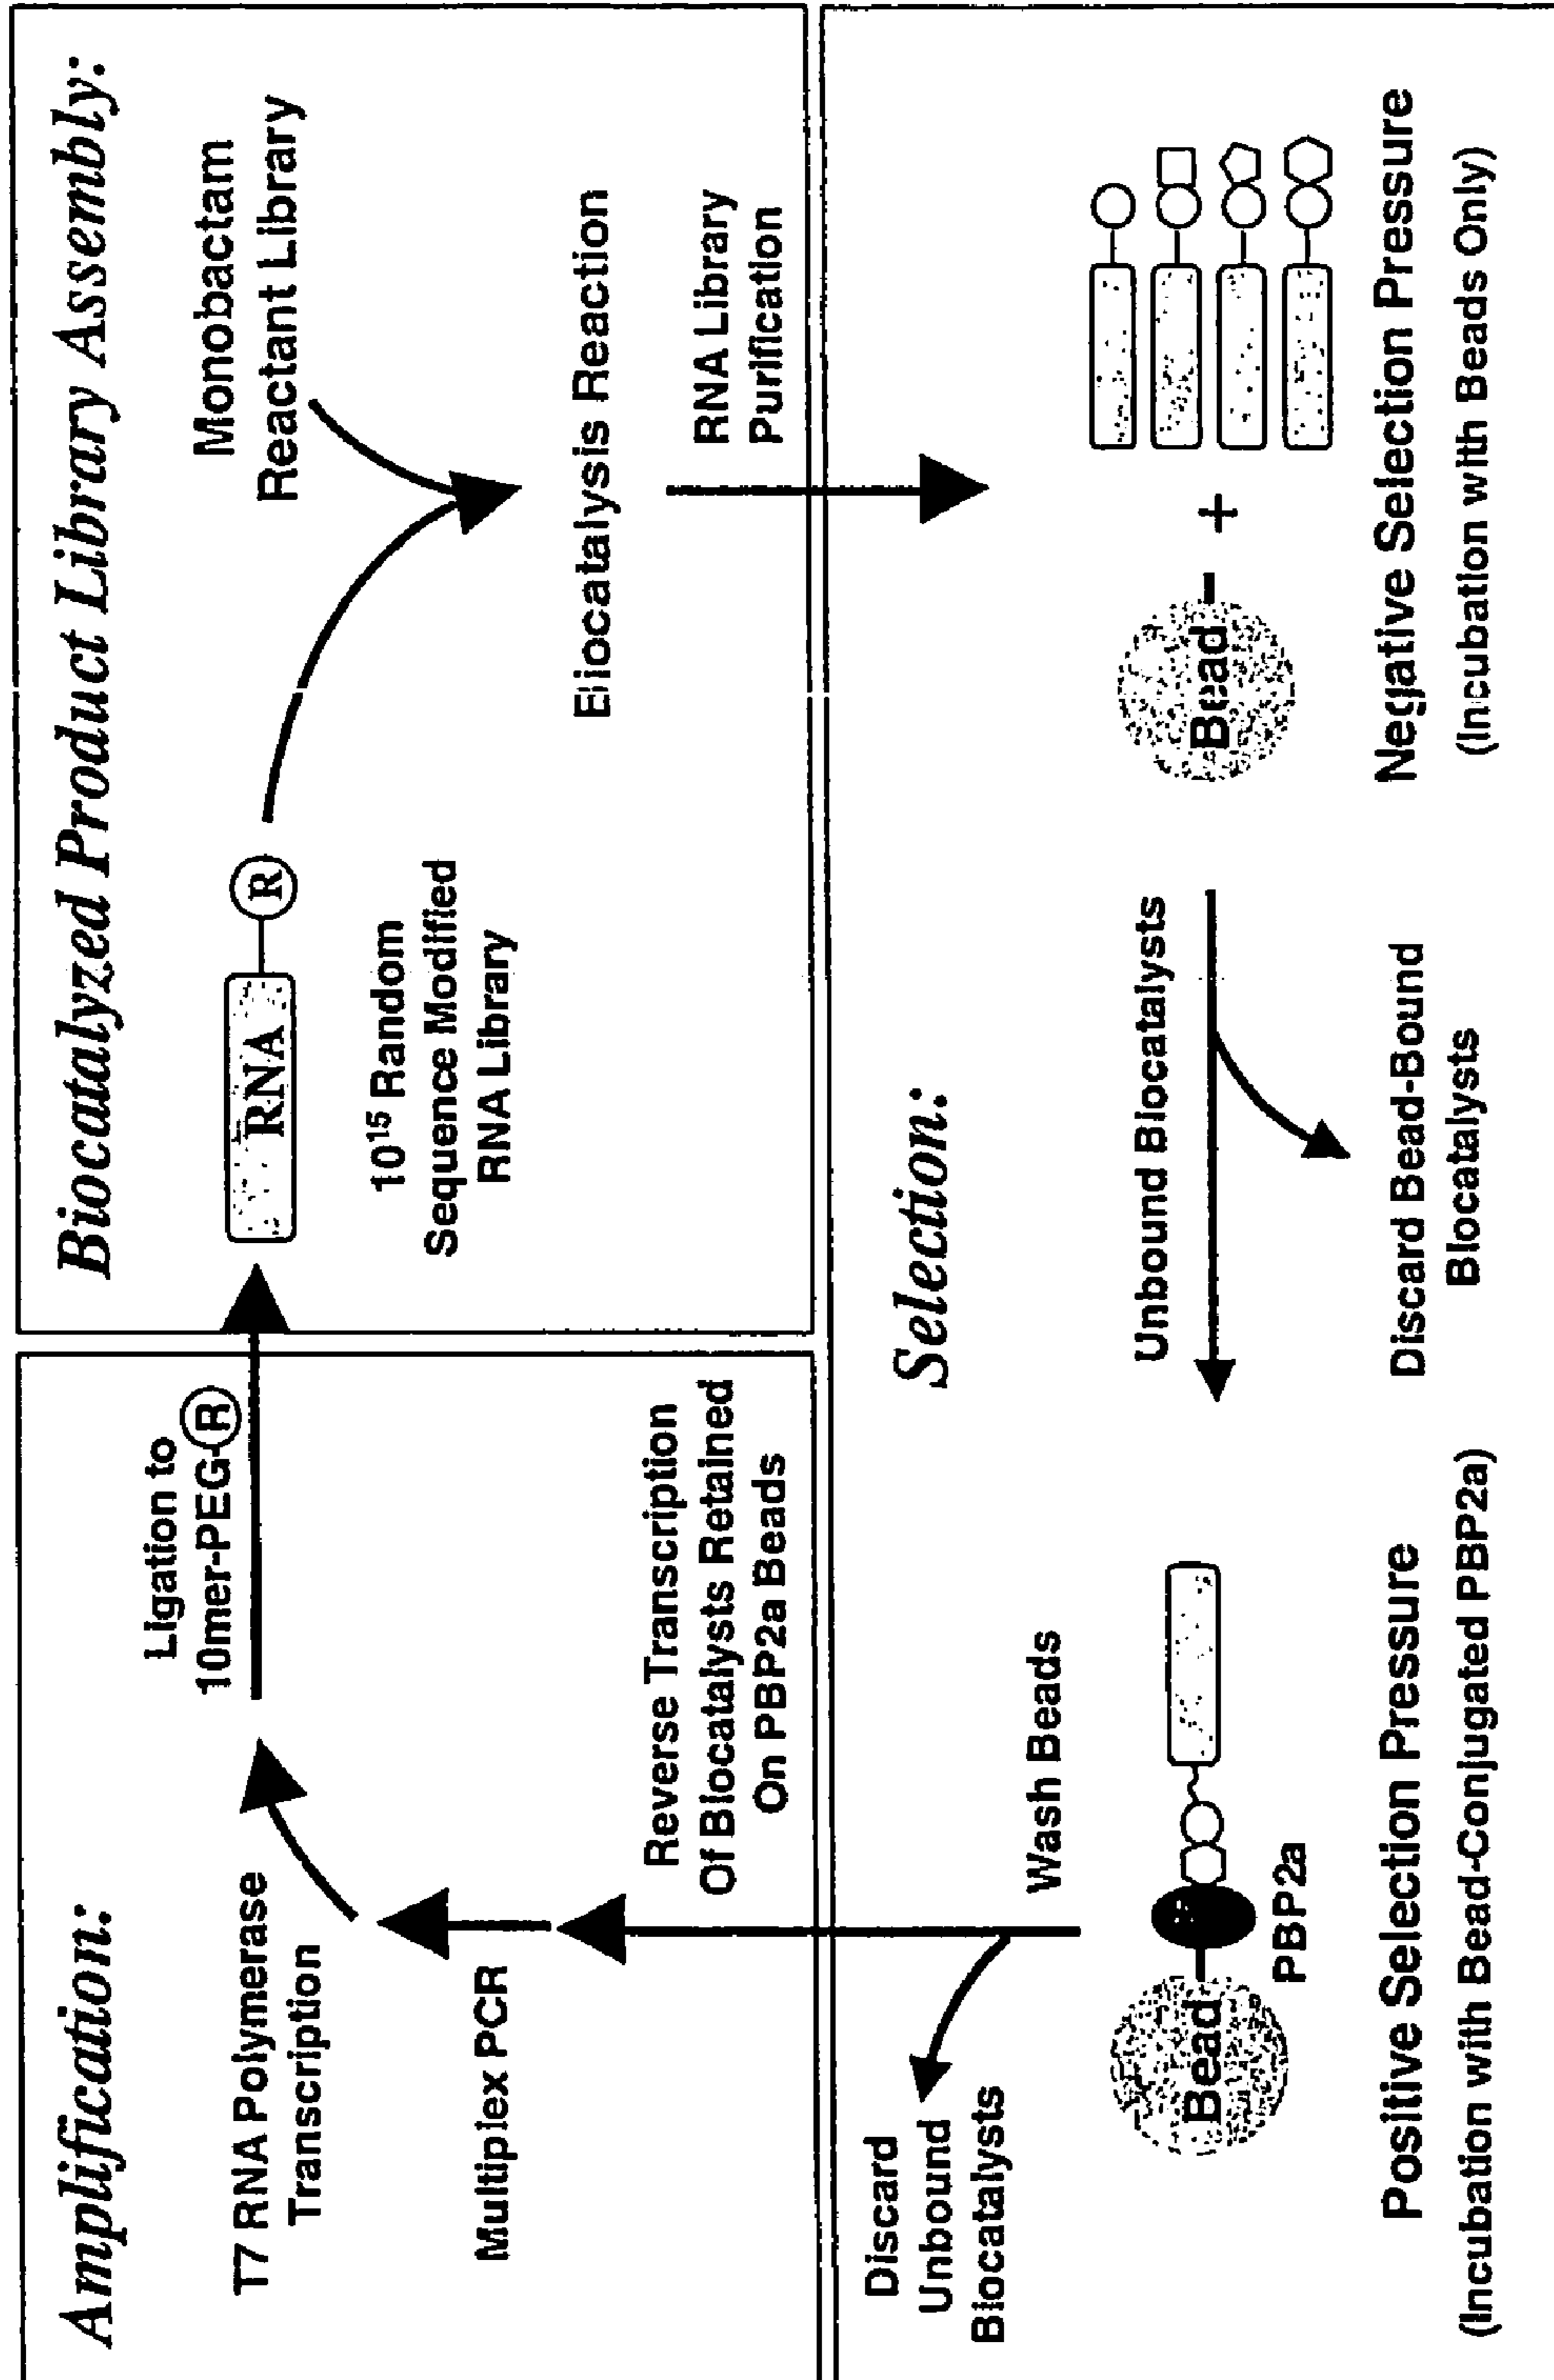 Amplification:
Ligation to
10mer-PEG-R
T7 RNA Polymerase
Transcription
Multiplex PCR
Reverse Transcription
Of Biocatalysts Retained
On PBP2a Beads
Biocatalyzed Product Library Assembly:
RNA R
10¹⁵ Random
Sequence Modified
RNA Library
Monobactam
Reactant Library
Biocatalysis Reaction
RNA Library
Purification
Selection:
Discard
Unbound
Biocatalysts
Wash Beads
Bead
PBP2a
Positive Selection Pressure
(Incubation with Bead-Conjugated PBP2a)
Unbound Biocatalysts
Discard Bead-Bound
Biocatalysts
Bead
+
Negative Selection Pressure
(Incubation with Beads Only)